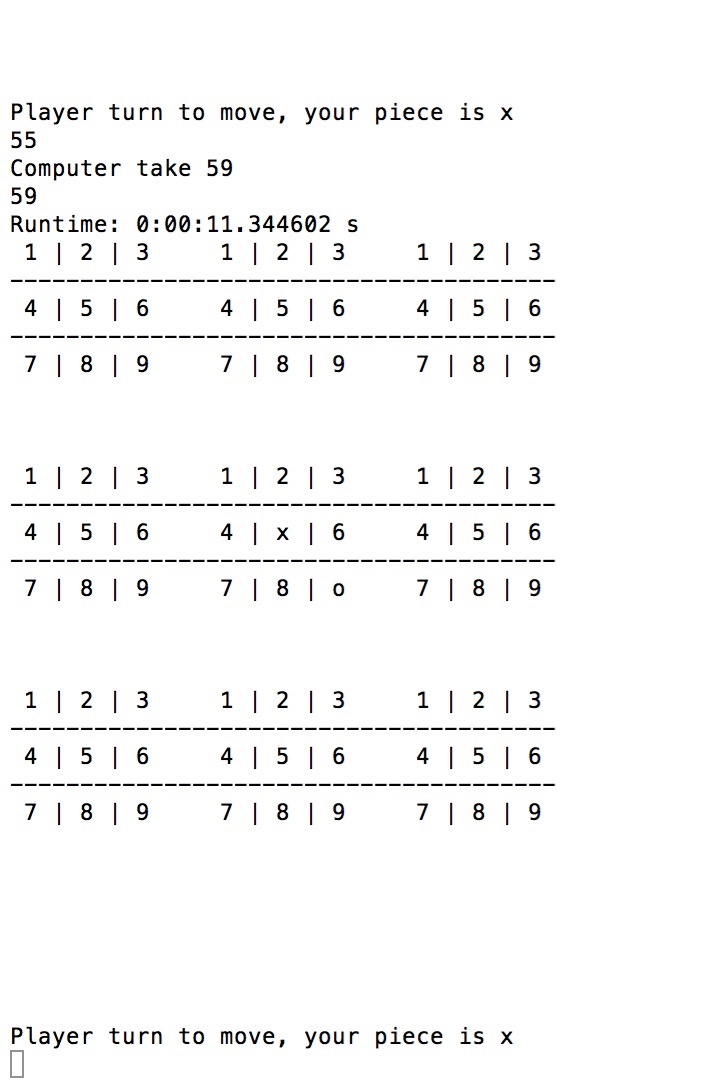 Player turn to move, your piece is x
55
Computer take 59
59
Runtime: 0:00:11.344602 s
1 | 2 | 3     1 | 2 | 3     1 | 2 | 3
---------------------------------------
4 | 5 | 6     4 | 5 | 6     4 | 5 | 6
---------------------------------------
7 | 8 | 9     7 | 8 | 9     7 | 8 | 9
1 | 2 | 3     1 | 2 | 3     1 | 2 | 3
---------------------------------------
4 | 5 | 6     4 | x | 6     4 | 5 | 6
---------------------------------------
7 | 8 | 9     7 | 8 | o     7 | 8 | 9
1 | 2 | 3     1 | 2 | 3     1 | 2 | 3
---------------------------------------
4 | 5 | 6     4 | 5 | 6     4 | 5 | 6
---------------------------------------
7 | 8 | 9     7 | 8 | 9     7 | 8 | 9
Player turn to move, your piece is x